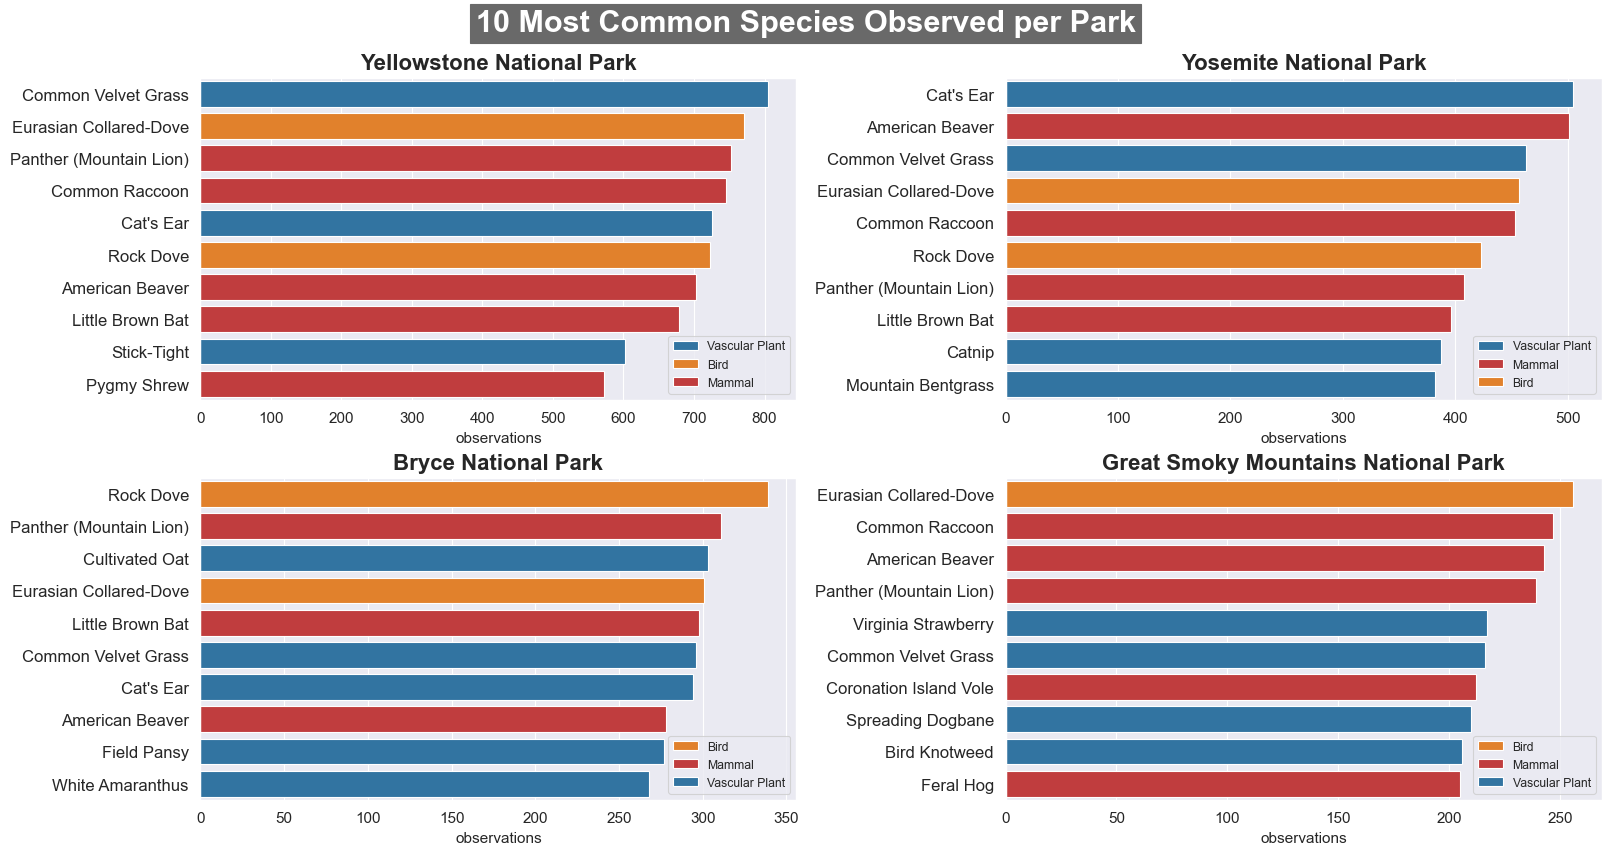 10 Most Common Species Observed per Park
Yellowstone National Park
Common Velvet Grass
Eurasian Collared-Dove
Panther (Mountain Lion)
Common Raccoon
Cat's Ear
Rock Dove
American Beaver
Little Brown Bat
Stick-Tight
Pygmy Shrew
Vascular Plant
Bird
Mammal
0 100 200 300 400 500 600 700 800
observations
Yosemite National Park
Cat's Ear
American Beaver
Common Velvet Grass
Eurasian Collared-Dove
Common Raccoon
Rock Dove
Panther (Mountain Lion)
Little Brown Bat
Catnip
Mountain Bentgrass
Vascular Plant
Mammal
Bird
0 100 200 300 400 500
observations
Bryce National Park
Rock Dove
Panther (Mountain Lion)
Cultivated Oat
Eurasian Collared-Dove
Little Brown Bat
Common Velvet Grass
Cat's Ear
American Beaver
Field Pansy
White Amaranthus
Bird
Mammal
Vascular Plant
0 50 100 150 200 250 300 350
observations
Great Smoky Mountains National Park
Eurasian Collared-Dove
Common Raccoon
American Beaver
Panther (Mountain Lion)
Virginia Strawberry
Common Velvet Grass
Coronation Island Vole
Spreading Dogbane
Bird Knotweed
Feral Hog
Bird
Mammal
Vascular Plant
0 50 100 150 200 250
observations